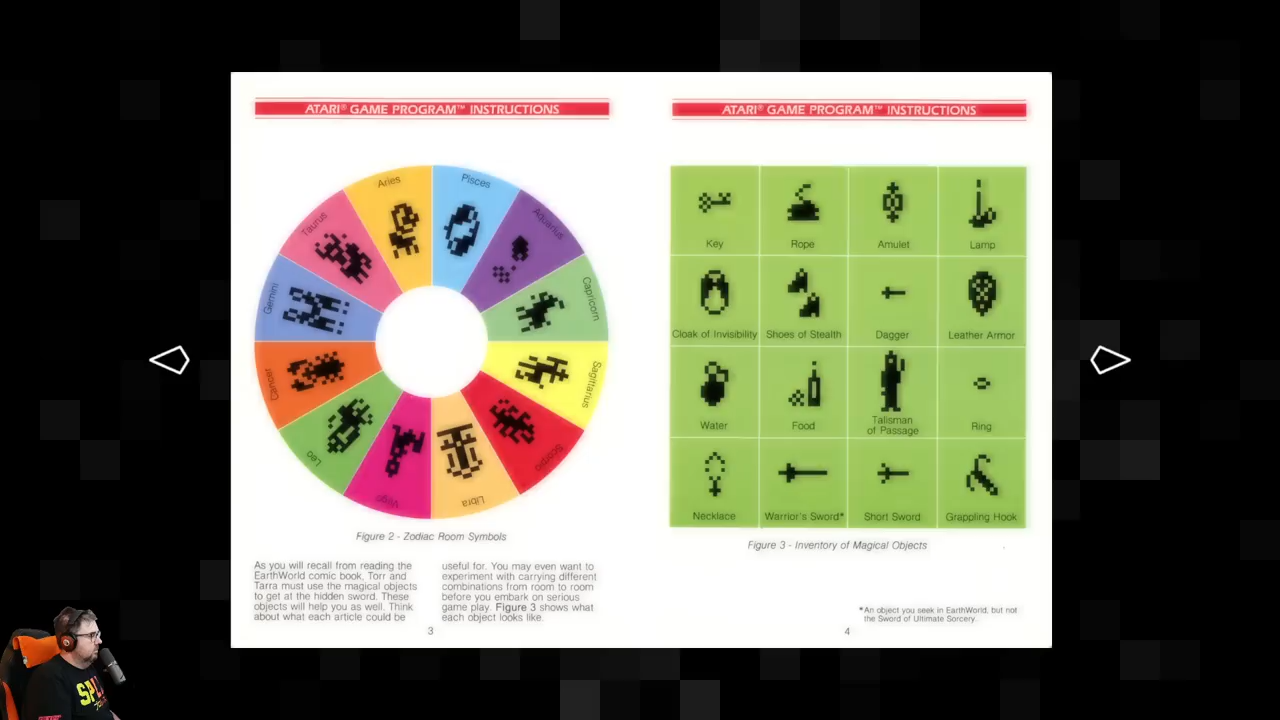 ATARI® GAME PROGRAM™ INSTRUCTIONS
Aries
Pisces
Aquarius
Capricorn
Sagittarius
Scorpio
Libra
Virgo
Leo
Cancer
Gemini
Taurus
Figure 2 - Zodiac Room Symbols
As you will recall from reading the
EarthWorld comic book, Torr and
Tarra must use the magical objects
to get at the hidden sword. These
objects will help you as well. Think
about what each article could be
useful for. You may even want to
experiment with carrying different
combinations from room to room
before you embark on serious
game play. Figure 3 shows what
each object looks like.
3
ATARI® GAME PROGRAM™ INSTRUCTIONS
Key
Rope
Amulet
Lamp
Cloak of Invisibility
Shoes of Stealth
Dagger
Leather Armor
Water
Food
Talisman
of Passage
Ring
Necklace
Warrior's Sword*
Short Sword
Grappling Hook
Figure 3 - Inventory of Magical Objects
*An object you seek in EarthWorld, but not
the Sword of Ultimate Sorcery.
4